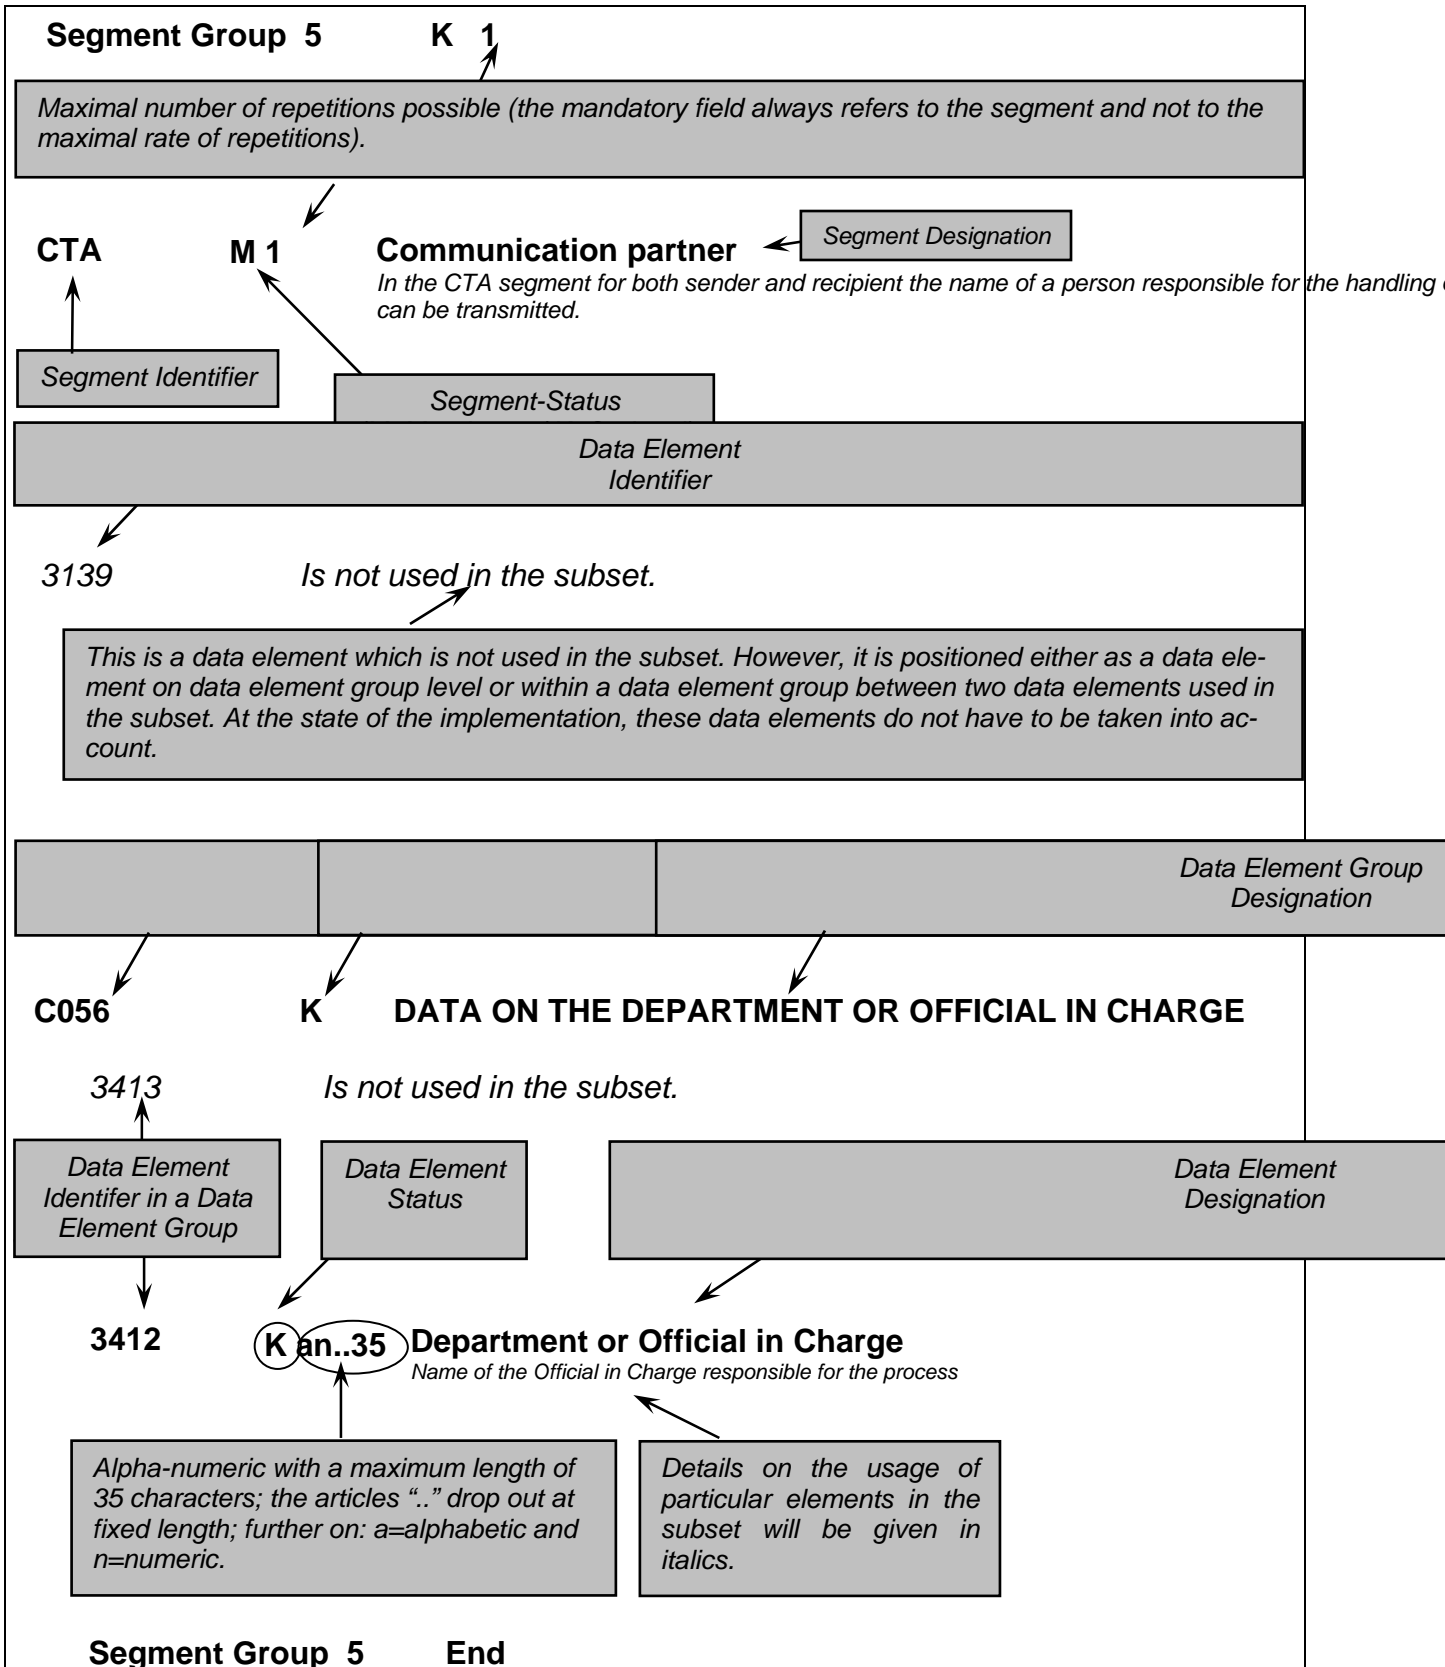 Segment Group 5 K 1
Maximal number of repetitions possible (the mandatory field always refers to the segment and not to the
maximal rate of repetitions).
CTA M 1 Communication partner Segment Designation
In the CTA segment for both sender and recipient the name of a person responsible for the handling
can be transmitted.
Segment Identifier
Segment-Status
Data Element
Identifier
3139 Is not used in the subset.
This is a data element which is not used in the subset. However, it is positioned either as a data ele-
ment on data element group level or within a data element group between two data elements used in
the subset. At the state of the implementation, these data elements do not have to be taken into ac-
count.
Data Element Group
Designation
C056 K DATA ON THE DEPARTMENT OR OFFICIAL IN CHARGE
3413 Is not used in the subset.
Data Element
Identifer in a Data
Element Group
Data Element
Status
Data Element
Designation
3412 K an..35 Department or Official in Charge
Name of the Official in Charge responsible for the process
Alpha-numeric with a maximum length of
35 characters; the articles “..” drop out at
fixed length; further on: a=alphabetic and
n=numeric.
Details on the usage of
particular elements in the
subset will be given in
italics.
Segment Group 5 End